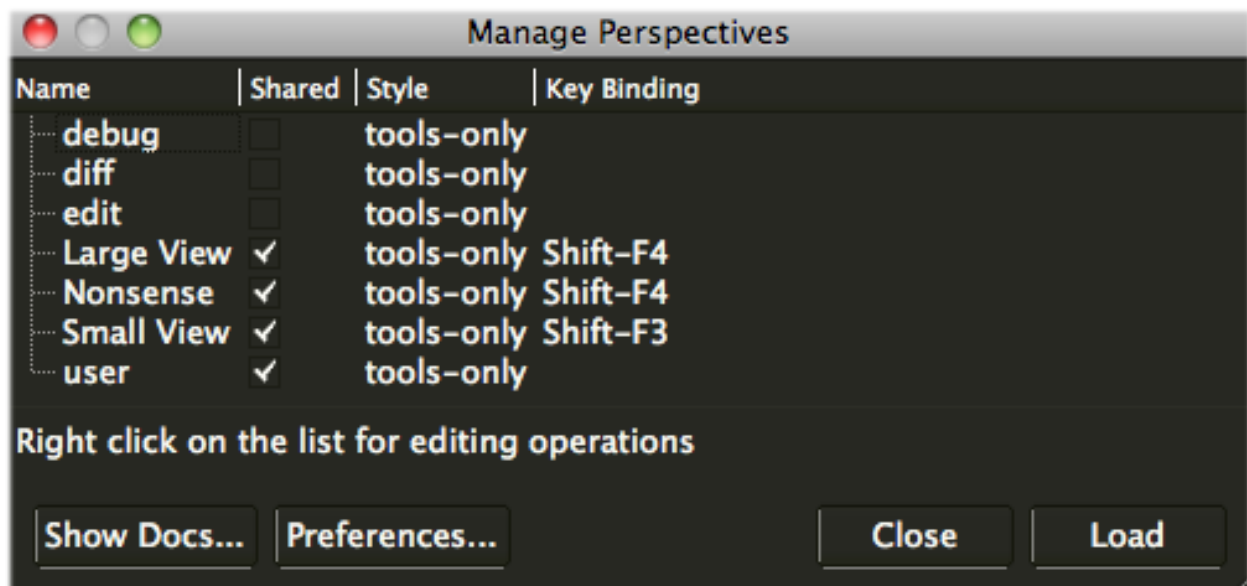 Manage Perspectives
Name Shared Style Key Binding
debug tools-only
diff tools-only
edit tools-only
Large View tools-only Shift-F4
Nonsense tools-only Shift-F4
Small View tools-only Shift-F3
user tools-only
Right click on the list for editing operations
Show Docs... Preferences... Close Load